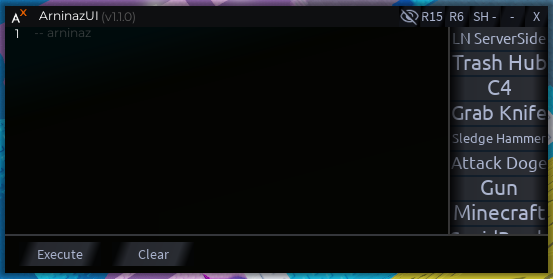 AX ArninazUI (v1.1.0) R15 R6 SH - - X
1 -- arninaz
LN ServerSide
Trash Hub
C4
Grab Knife
Sledge Hammer
Attack Doge
Gun
Minecraft
Execute Clear